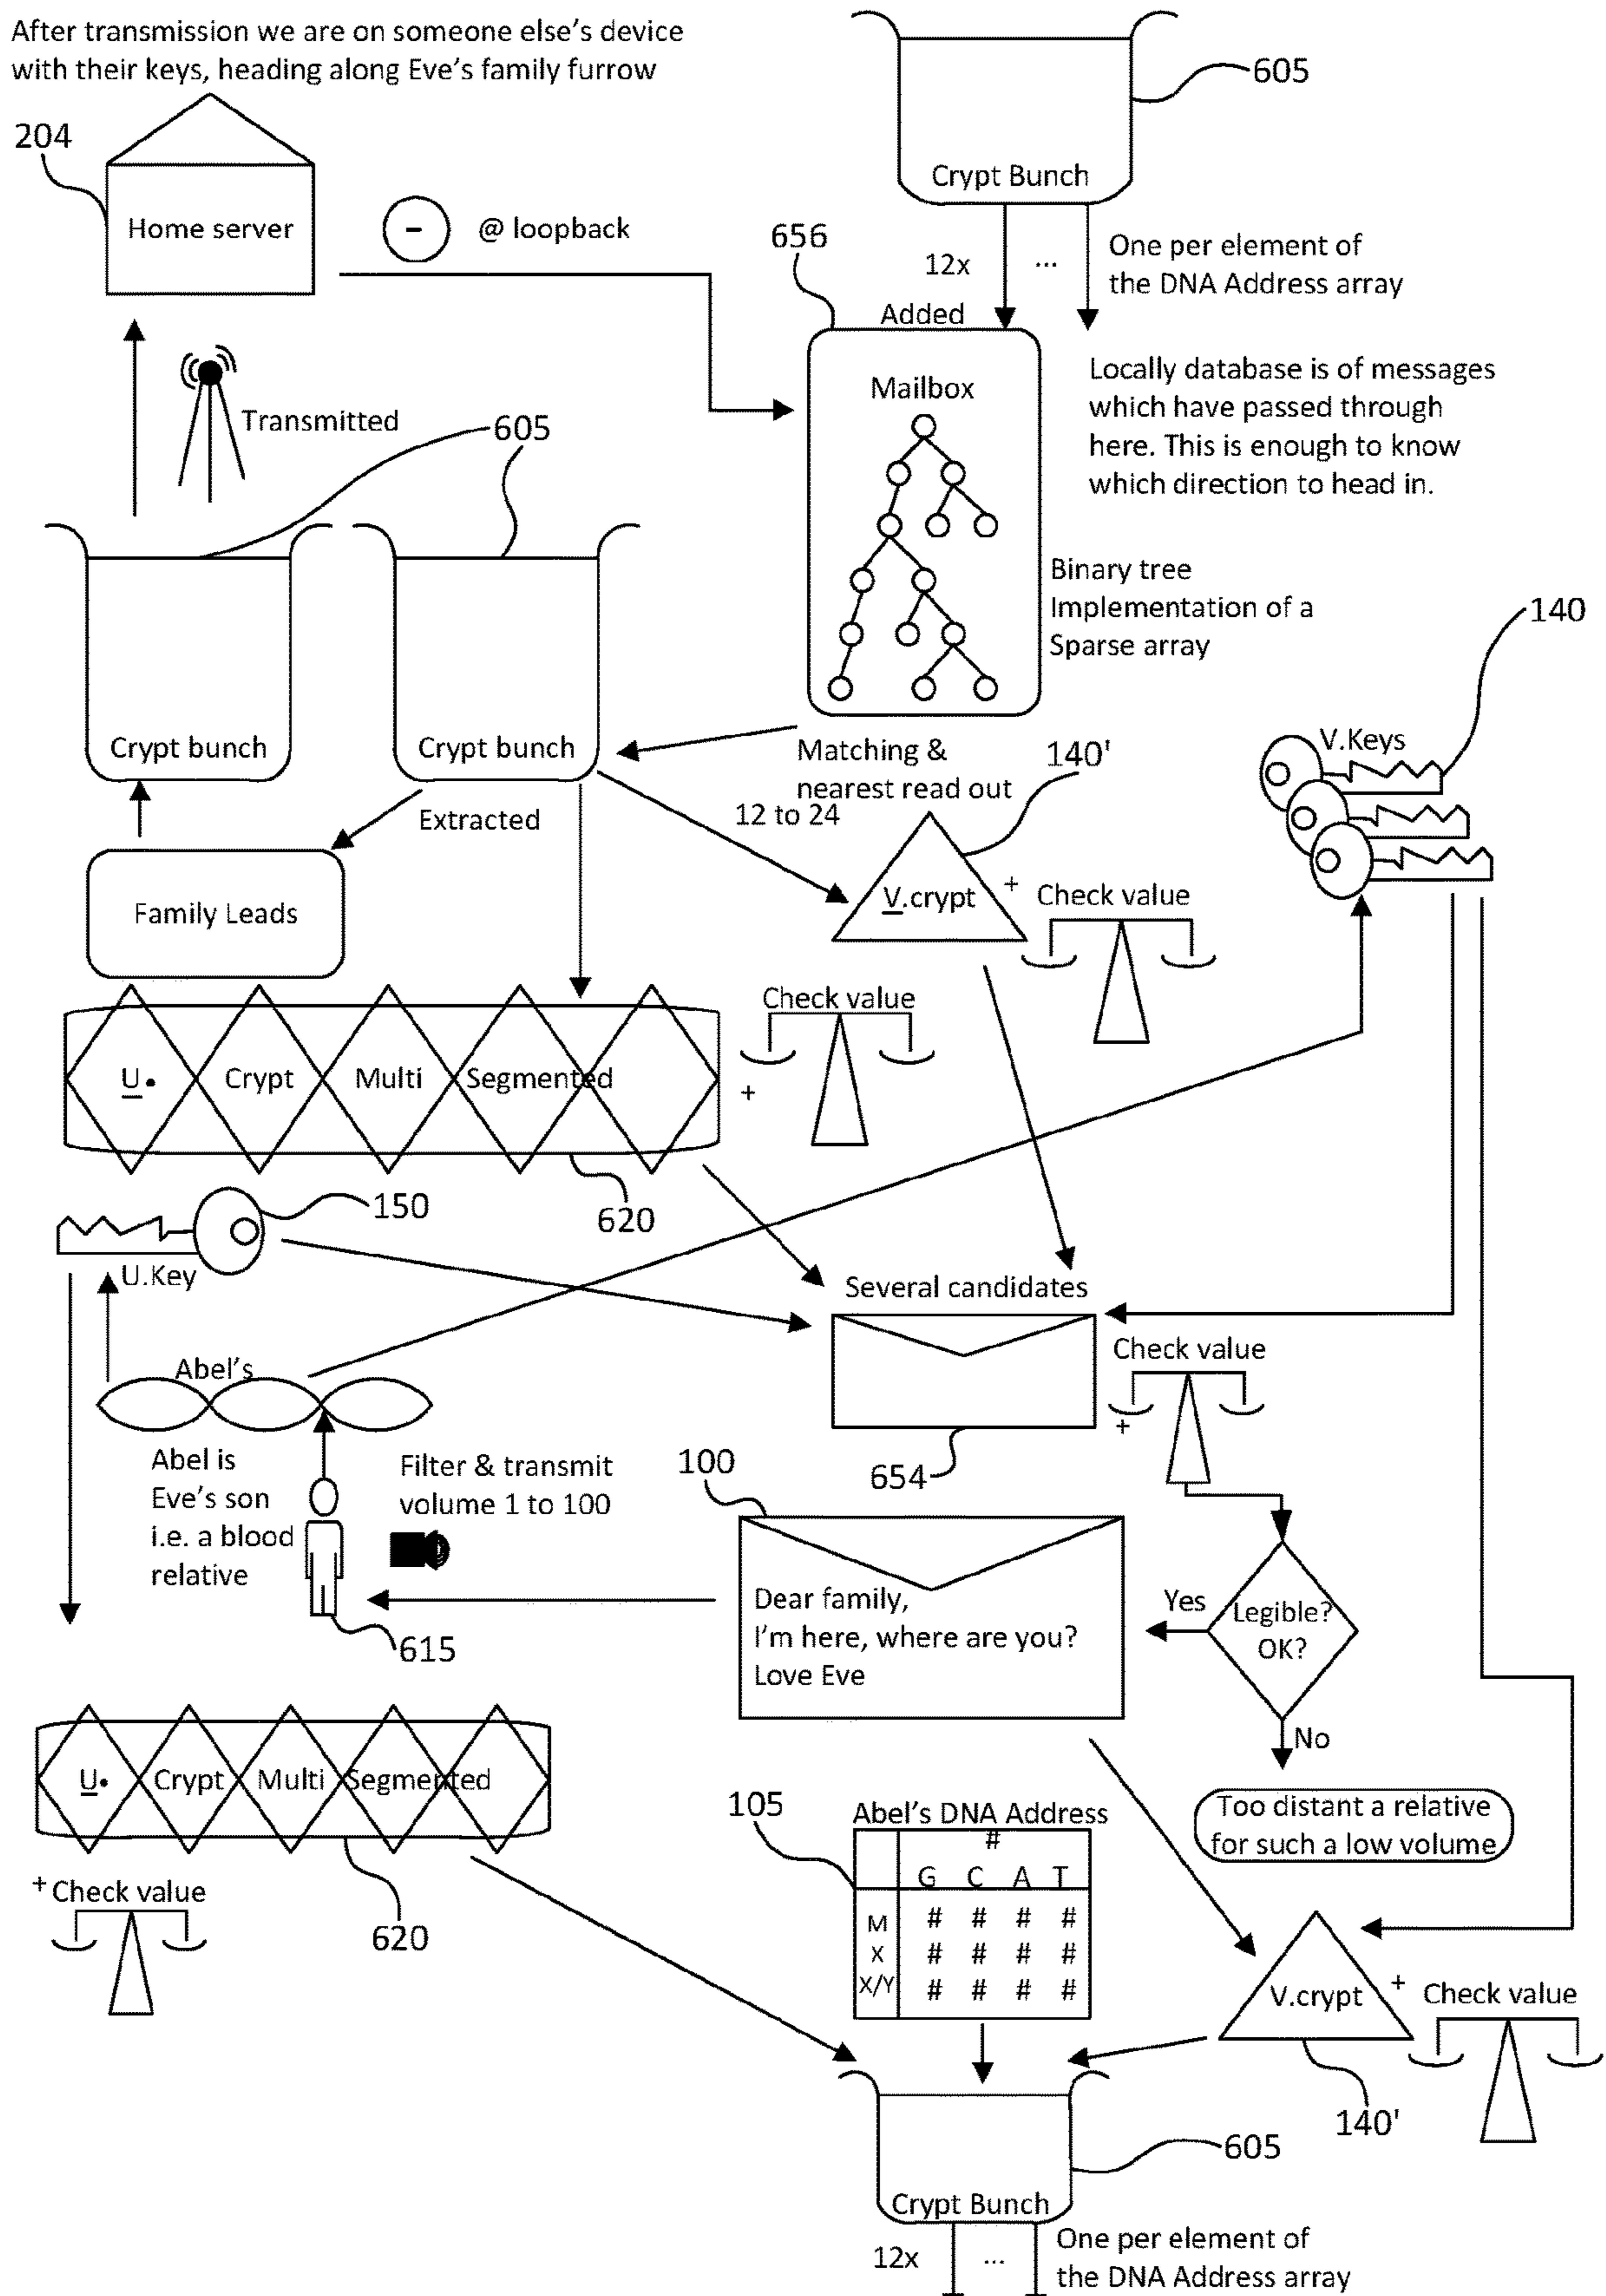 After transmission we are on someone else's device
with their keys, heading along Eve's family furrow
605
204
Crypt Bunch
Home server
-
@ loopback
656
12x
...
One per element of
the DNA Address array
Added
Mailbox
Locally database is of messages
which have passed through
here. This is enough to know
which direction to head in.
Transmitted
605
Binary tree
Implementation of a
Sparse array
140
Crypt bunch
Crypt bunch
Matching &
nearest read out
140'
V.Keys
Extracted
12 to 24
Family Leads
V.crypt
+
Check value
Check value
U.
Crypt
Multi
Segmented
+
150
620
U.Key
Several candidates
Abel's
Check value
+
Abel is
Eve's son
i.e. a blood
relative
Filter & transmit
volume 1 to 100
100
654
Dear family,
I'm here, where are you?
Love Eve
Yes
Legible?
OK?
615
No
U.
Crypt
Multi
Segmented
105
Abel's DNA Address
Too distant a relative
for such a low volume
#
G C A T
M # # # #
X # # # #
X/Y # # # #
+ Check value
620
V.crypt
+
Check value
140'
605
Crypt Bunch
12x
...
One per element of
the DNA Address array